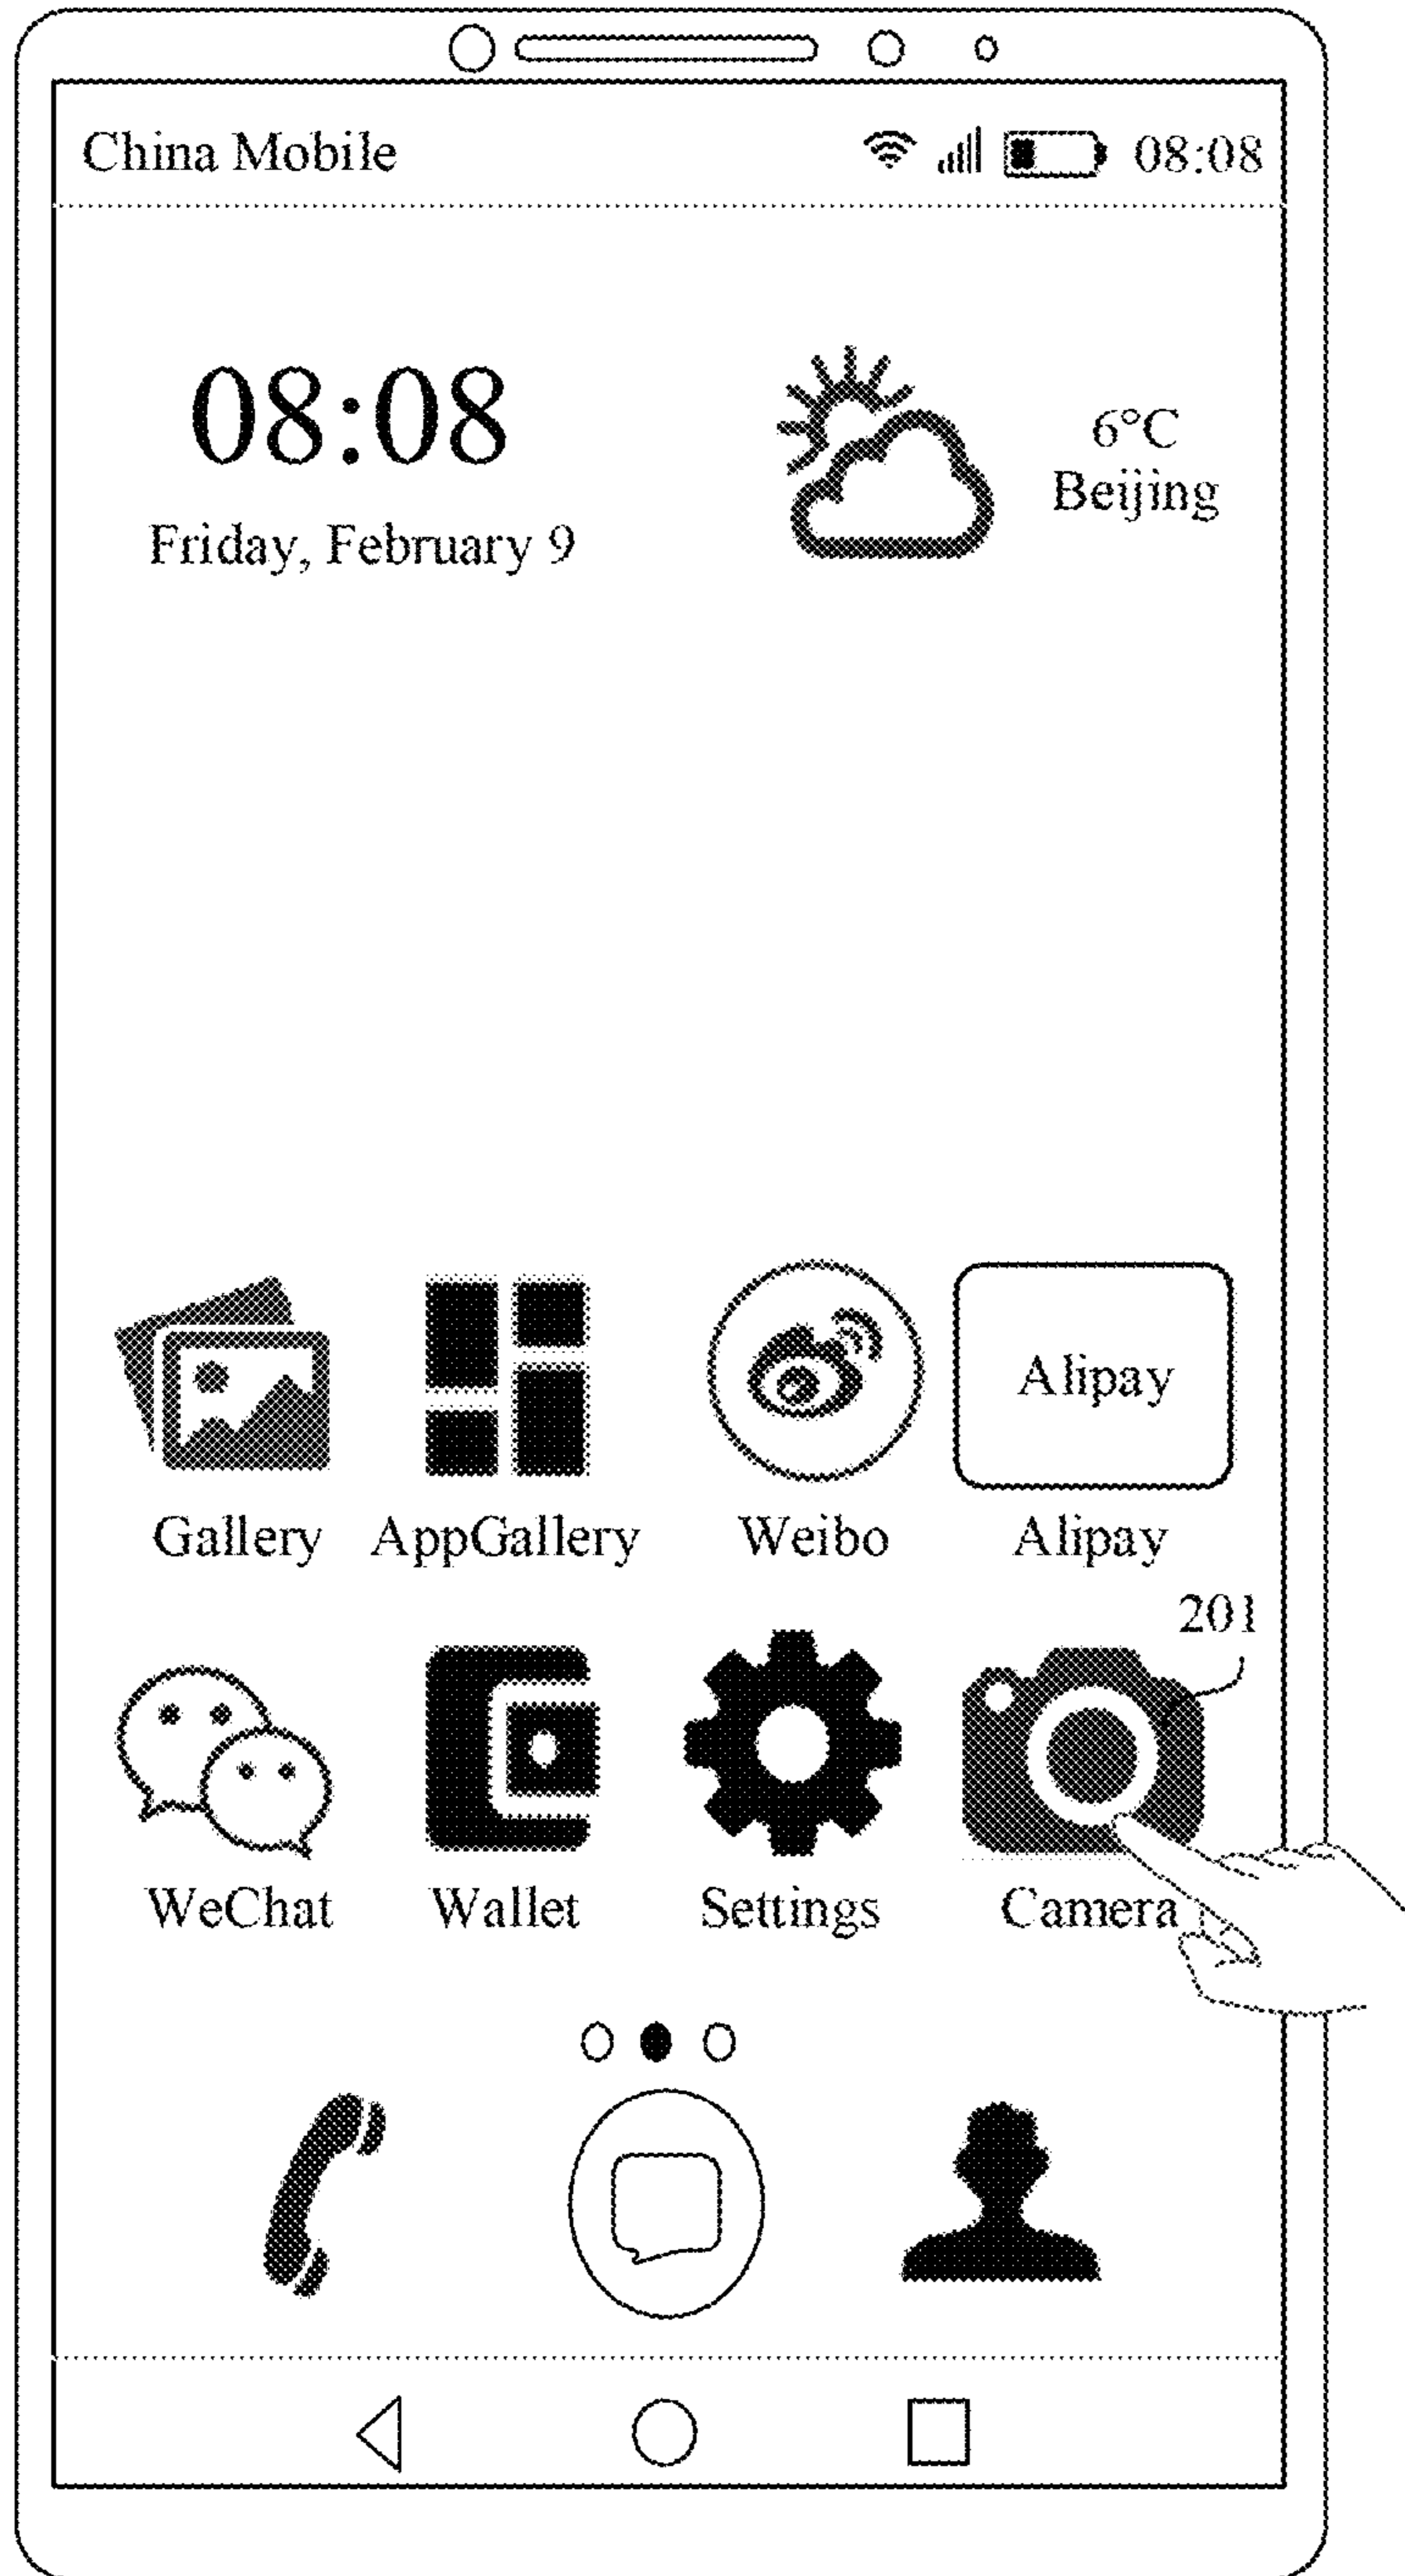 China Mobile 08:08
08:08
6°C
Beijing
Friday, February 9
Alipay
Gallery AppGallery Weibo Alipay
201
WeChat Wallet Settings Camera